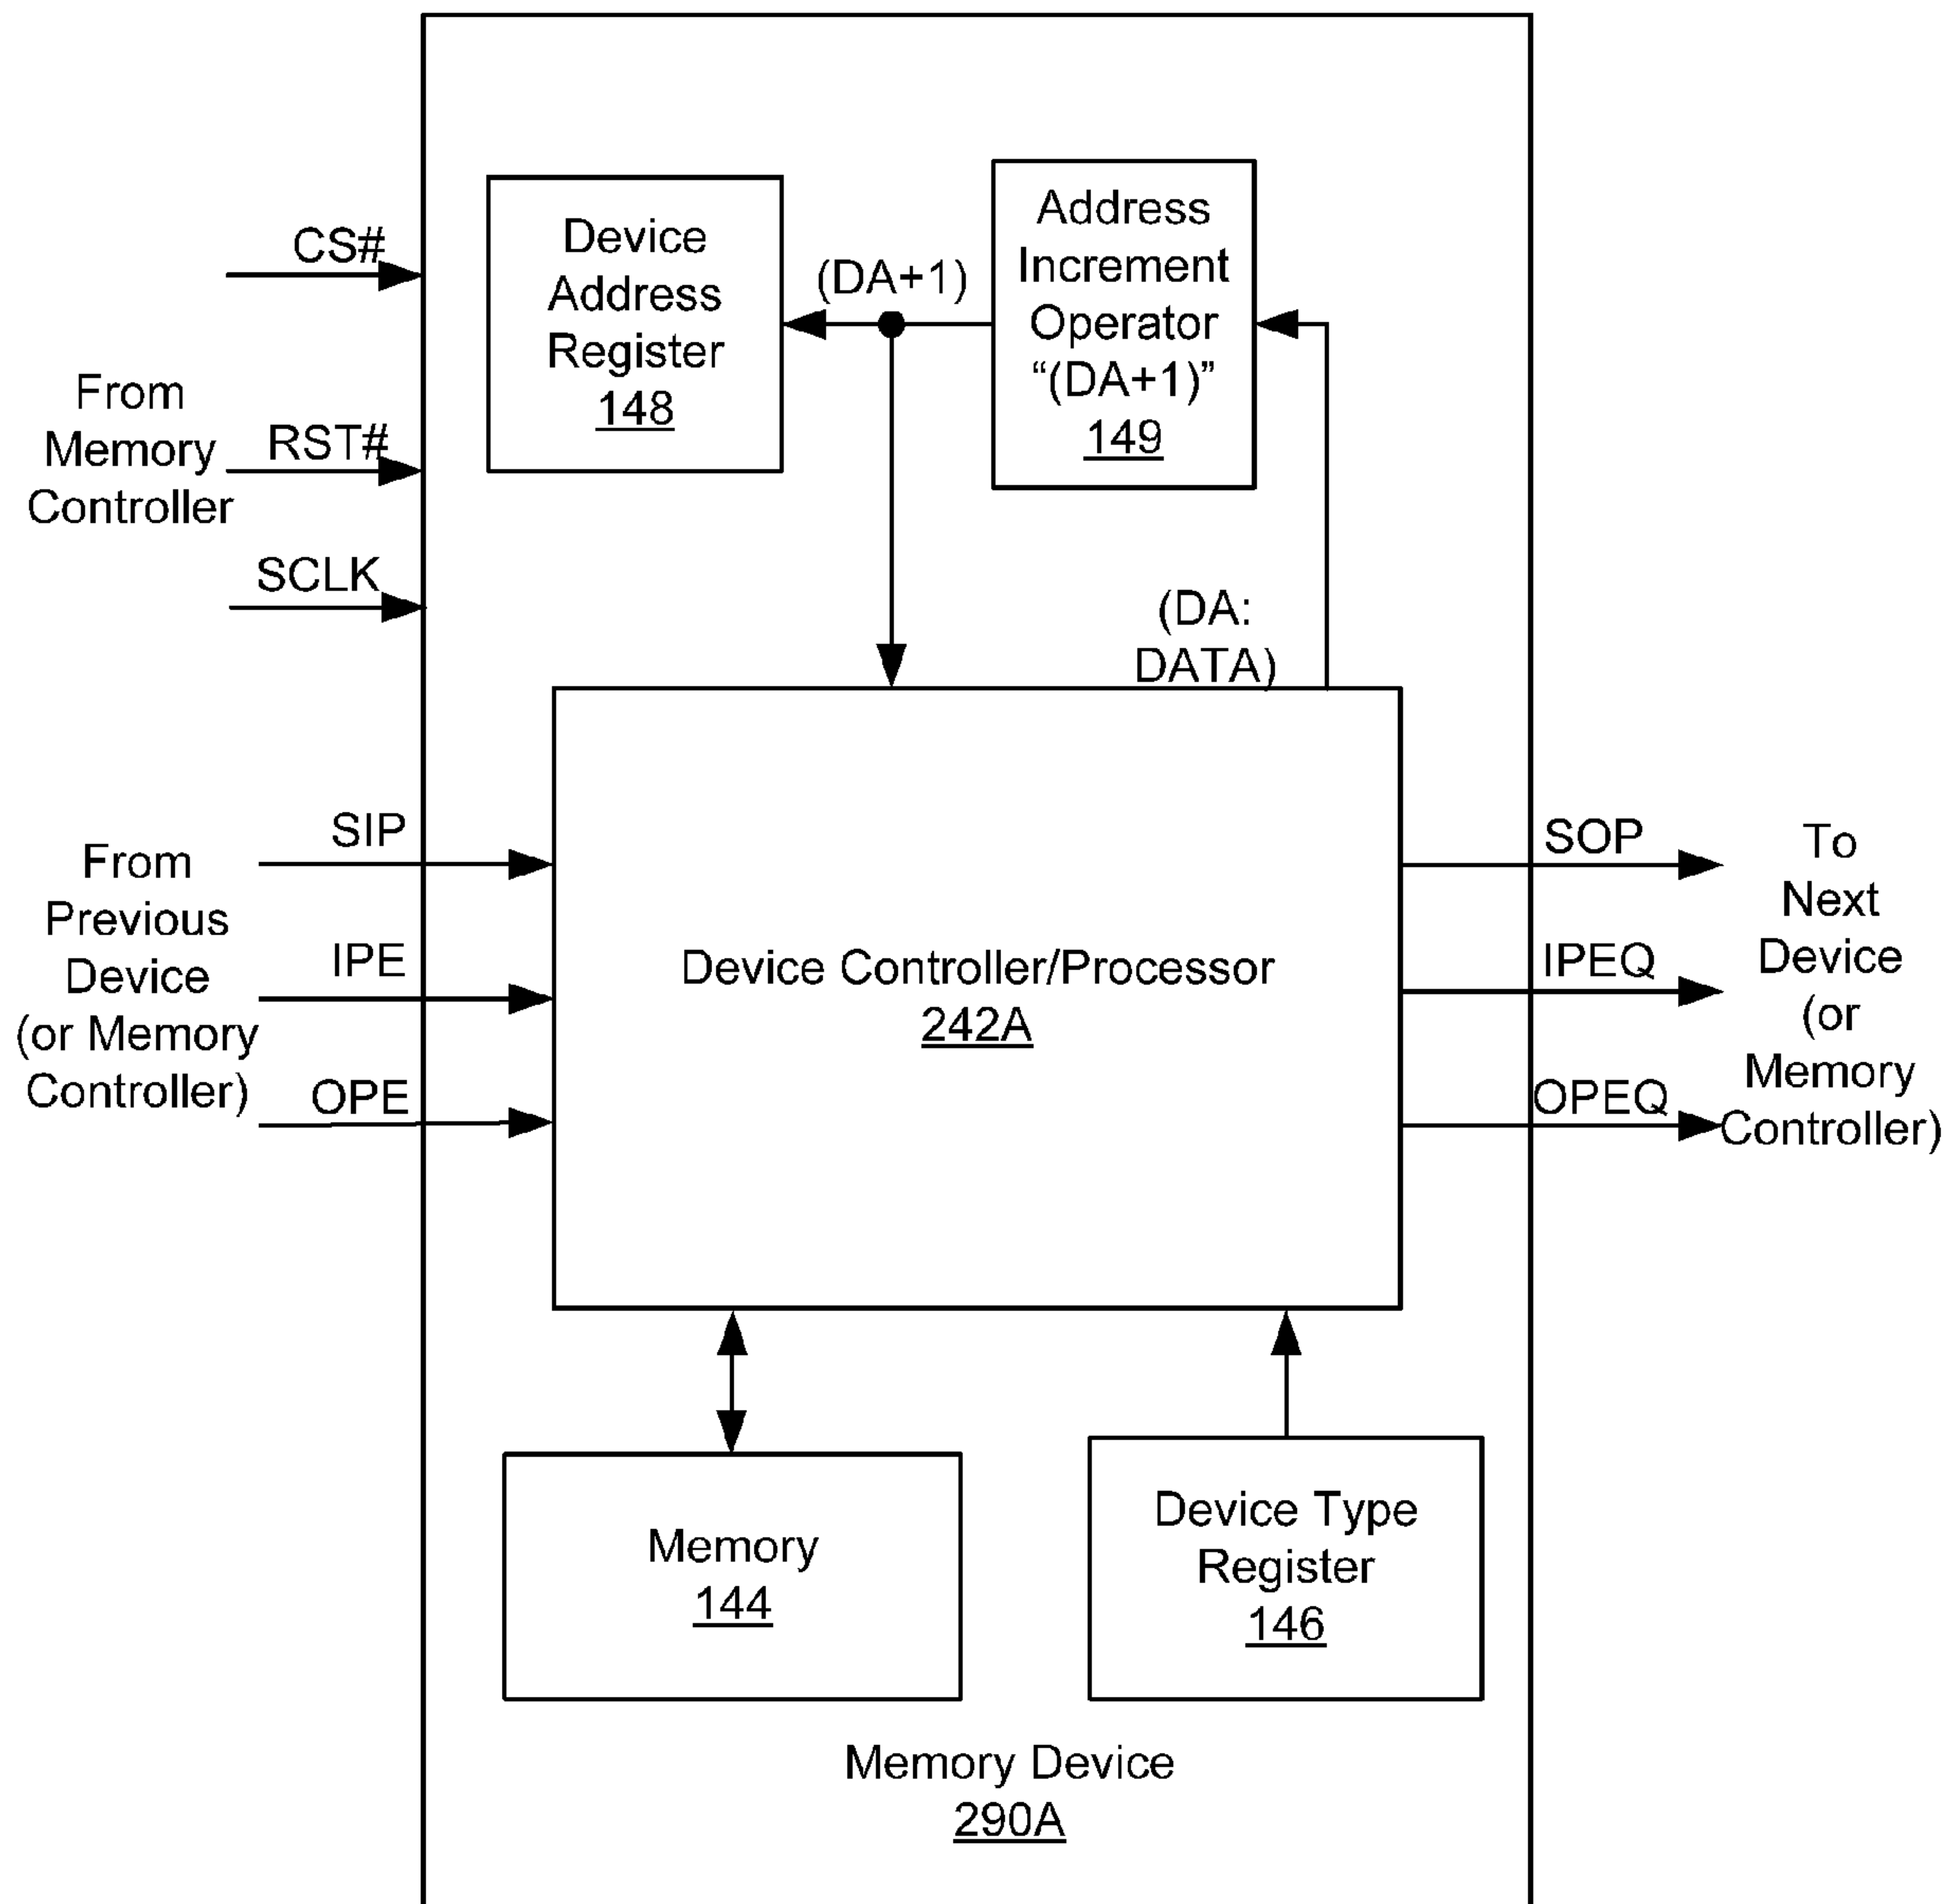 CS#
RST#
SCLK
From
Memory
Controller
Device
Address
Register
148
(DA+1)
Address
Increment
Operator
“(DA+1)”
149
(DA:
DATA)
SIP
IPE
OPE
From
Previous
Device
(or Memory
Controller)
Device Controller/Processor
242A
SOP
IPEQ
OPEQ
To
Next
Device
(or
Memory
Controller)
Memory
144
Device Type
Register
146
Memory Device
290A